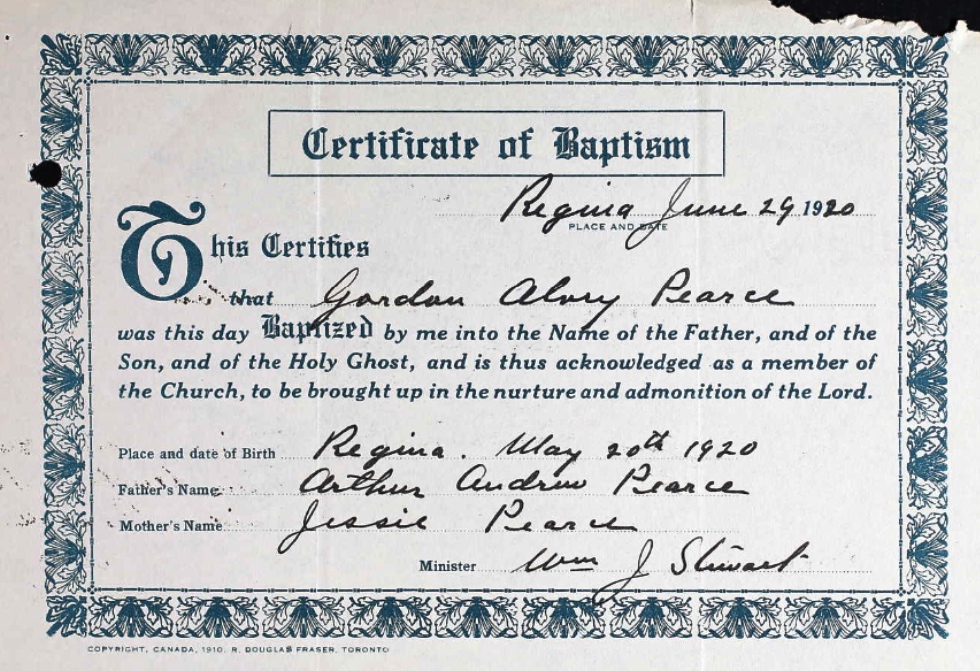 Certificate of Baptism
Regina June 29 1920
PLACE AND DATE
This Certifies
that Gordon Alvry Pearce
was this day Baptized by me into the Name of the Father, and of the
Son, and of the Holy Ghost, and is thus acknowledged as a member of
the Church, to be brought up in the nurture and admonition of the Lord.
Place and date of Birth Regina. May 20th 1920
Father's Name Arthur Andrew Pearce
Mother's Name Jessie Pearce
Minister Wm J Stewart
COPYRIGHT, CANADA, 1910, R. DOUGLAS FRASER, TORONTO